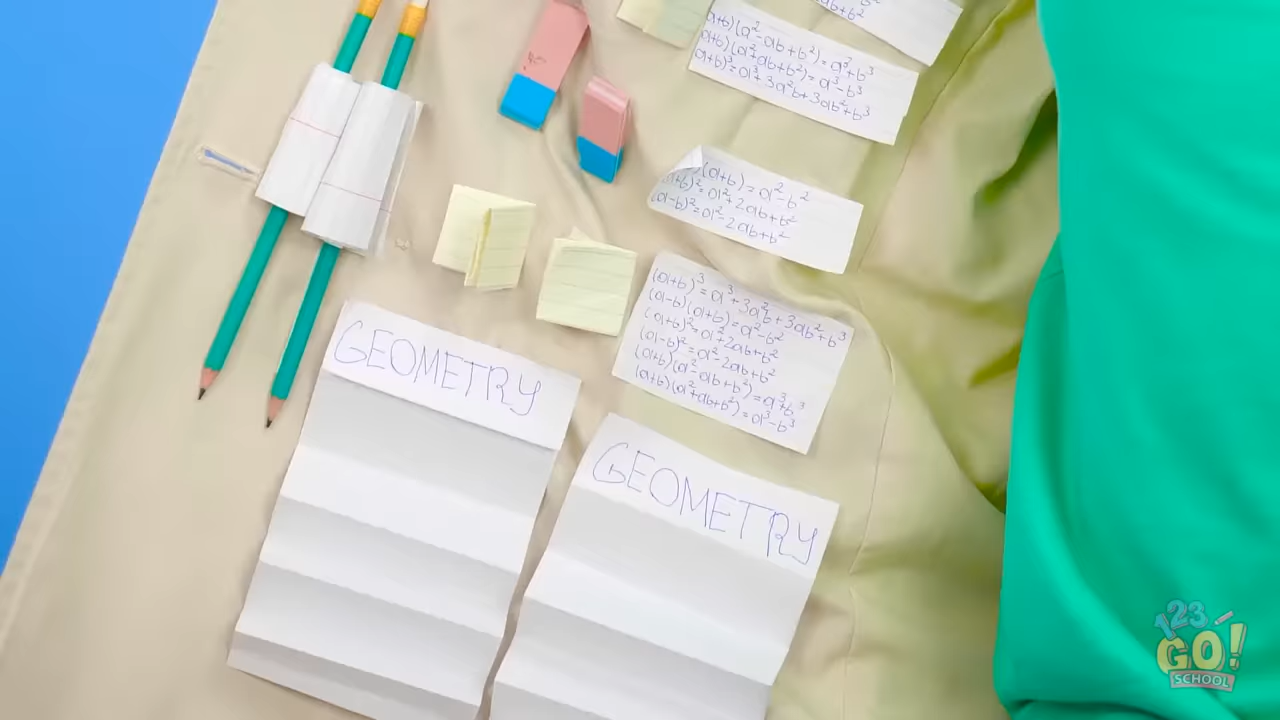 ab+b²
(a+b)(a²-ab+b²)=a³+b³
(a²+ab+b²)=a³-b³
(a+b)³=a³+3a²b+3ab²+b³
(a+b)=a²-b²
(a+b)²=a²+2ab+b²
(a-b)²=a²-2ab+b²
(a+b)³=a³+3a²b+3ab²+b³
(a-b)(a+b)=a²-b²
(a+b)²=a²+2ab+b²
(a-b)²=a²-2ab+b²
(a+b)(a²-ab+b²)=a³+b³
(a+b)(a²+ab+b²)=a³-b³
GEOMETRY
GEOMETRY
123
GO!
SCHOOL